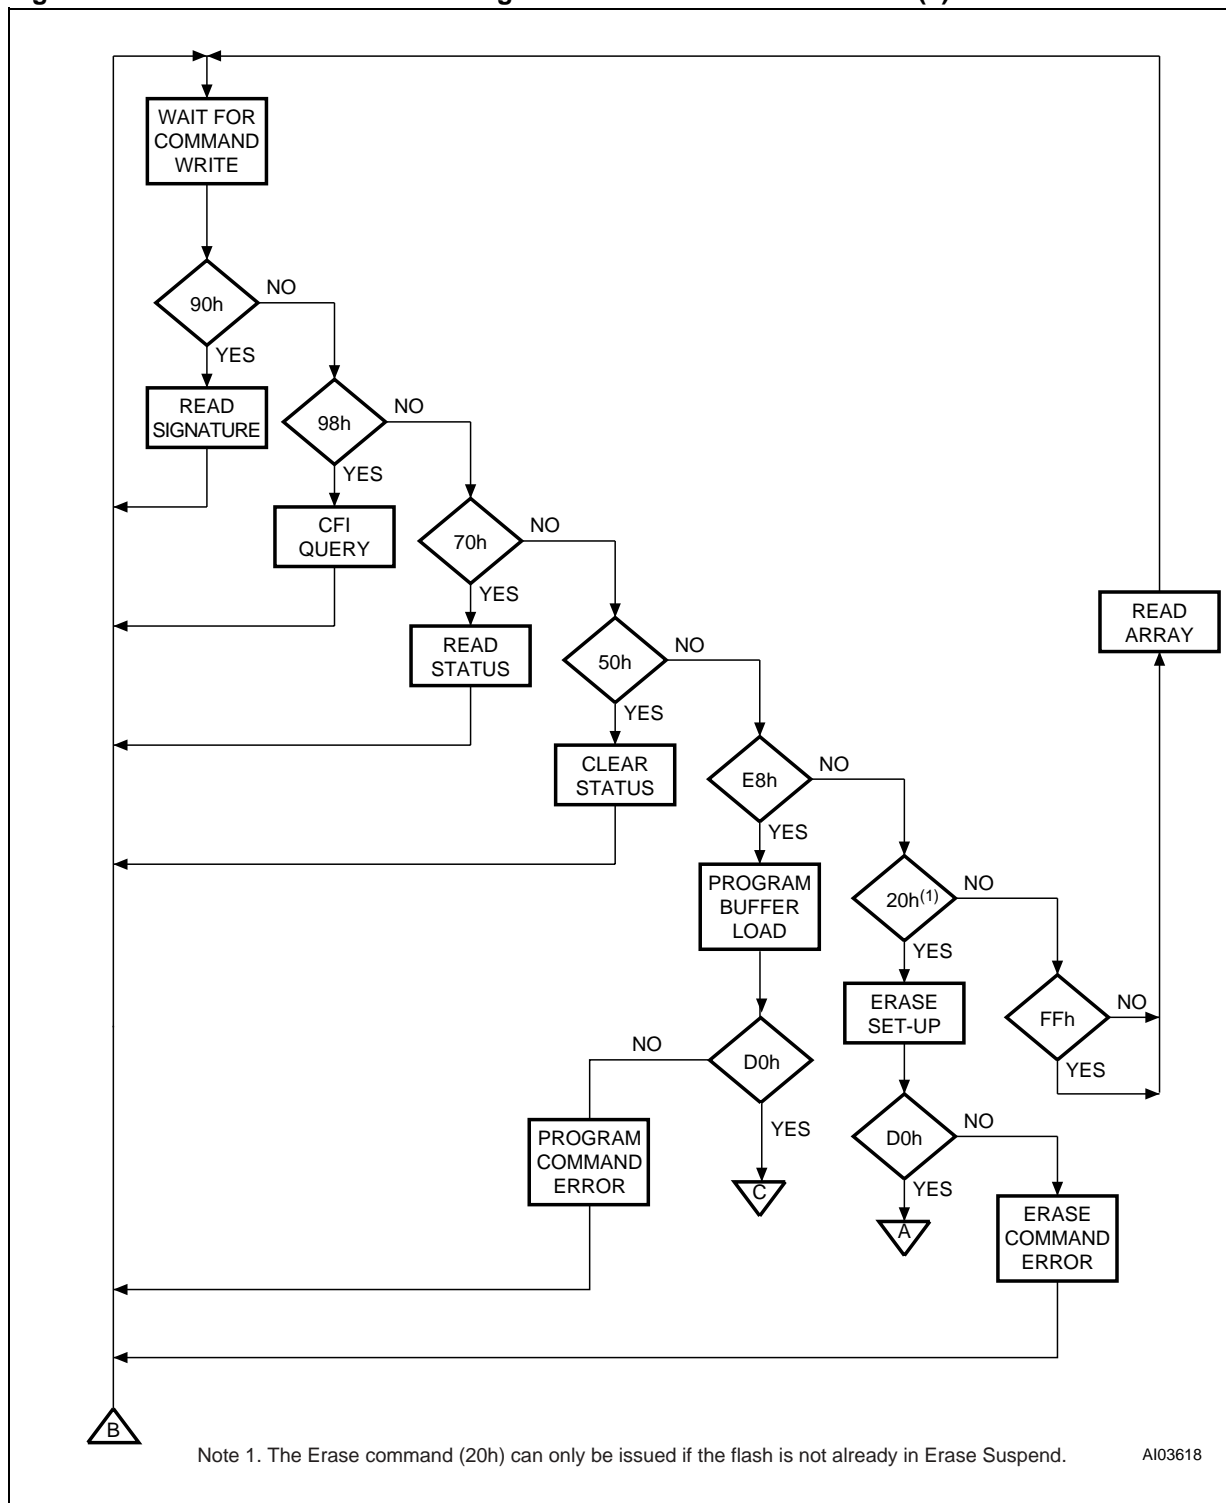 WAIT FOR
COMMAND
WRITE
90h
NO
YES
READ
SIGNATURE
98h
NO
YES
CFI
QUERY
70h
NO
YES
READ
STATUS
READ
ARRAY
50h
NO
YES
CLEAR
STATUS
E8h
NO
YES
PROGRAM
BUFFER
LOAD
20h(1)
NO
YES
ERASE
SET-UP
FFh
NO
YES
D0h
NO
YES
PROGRAM
COMMAND
ERROR
C
D0h
NO
YES
A
ERASE
COMMAND
ERROR
B
Note 1. The Erase command (20h) can only be issued if the flash is not already in Erase Suspend.
AI03618